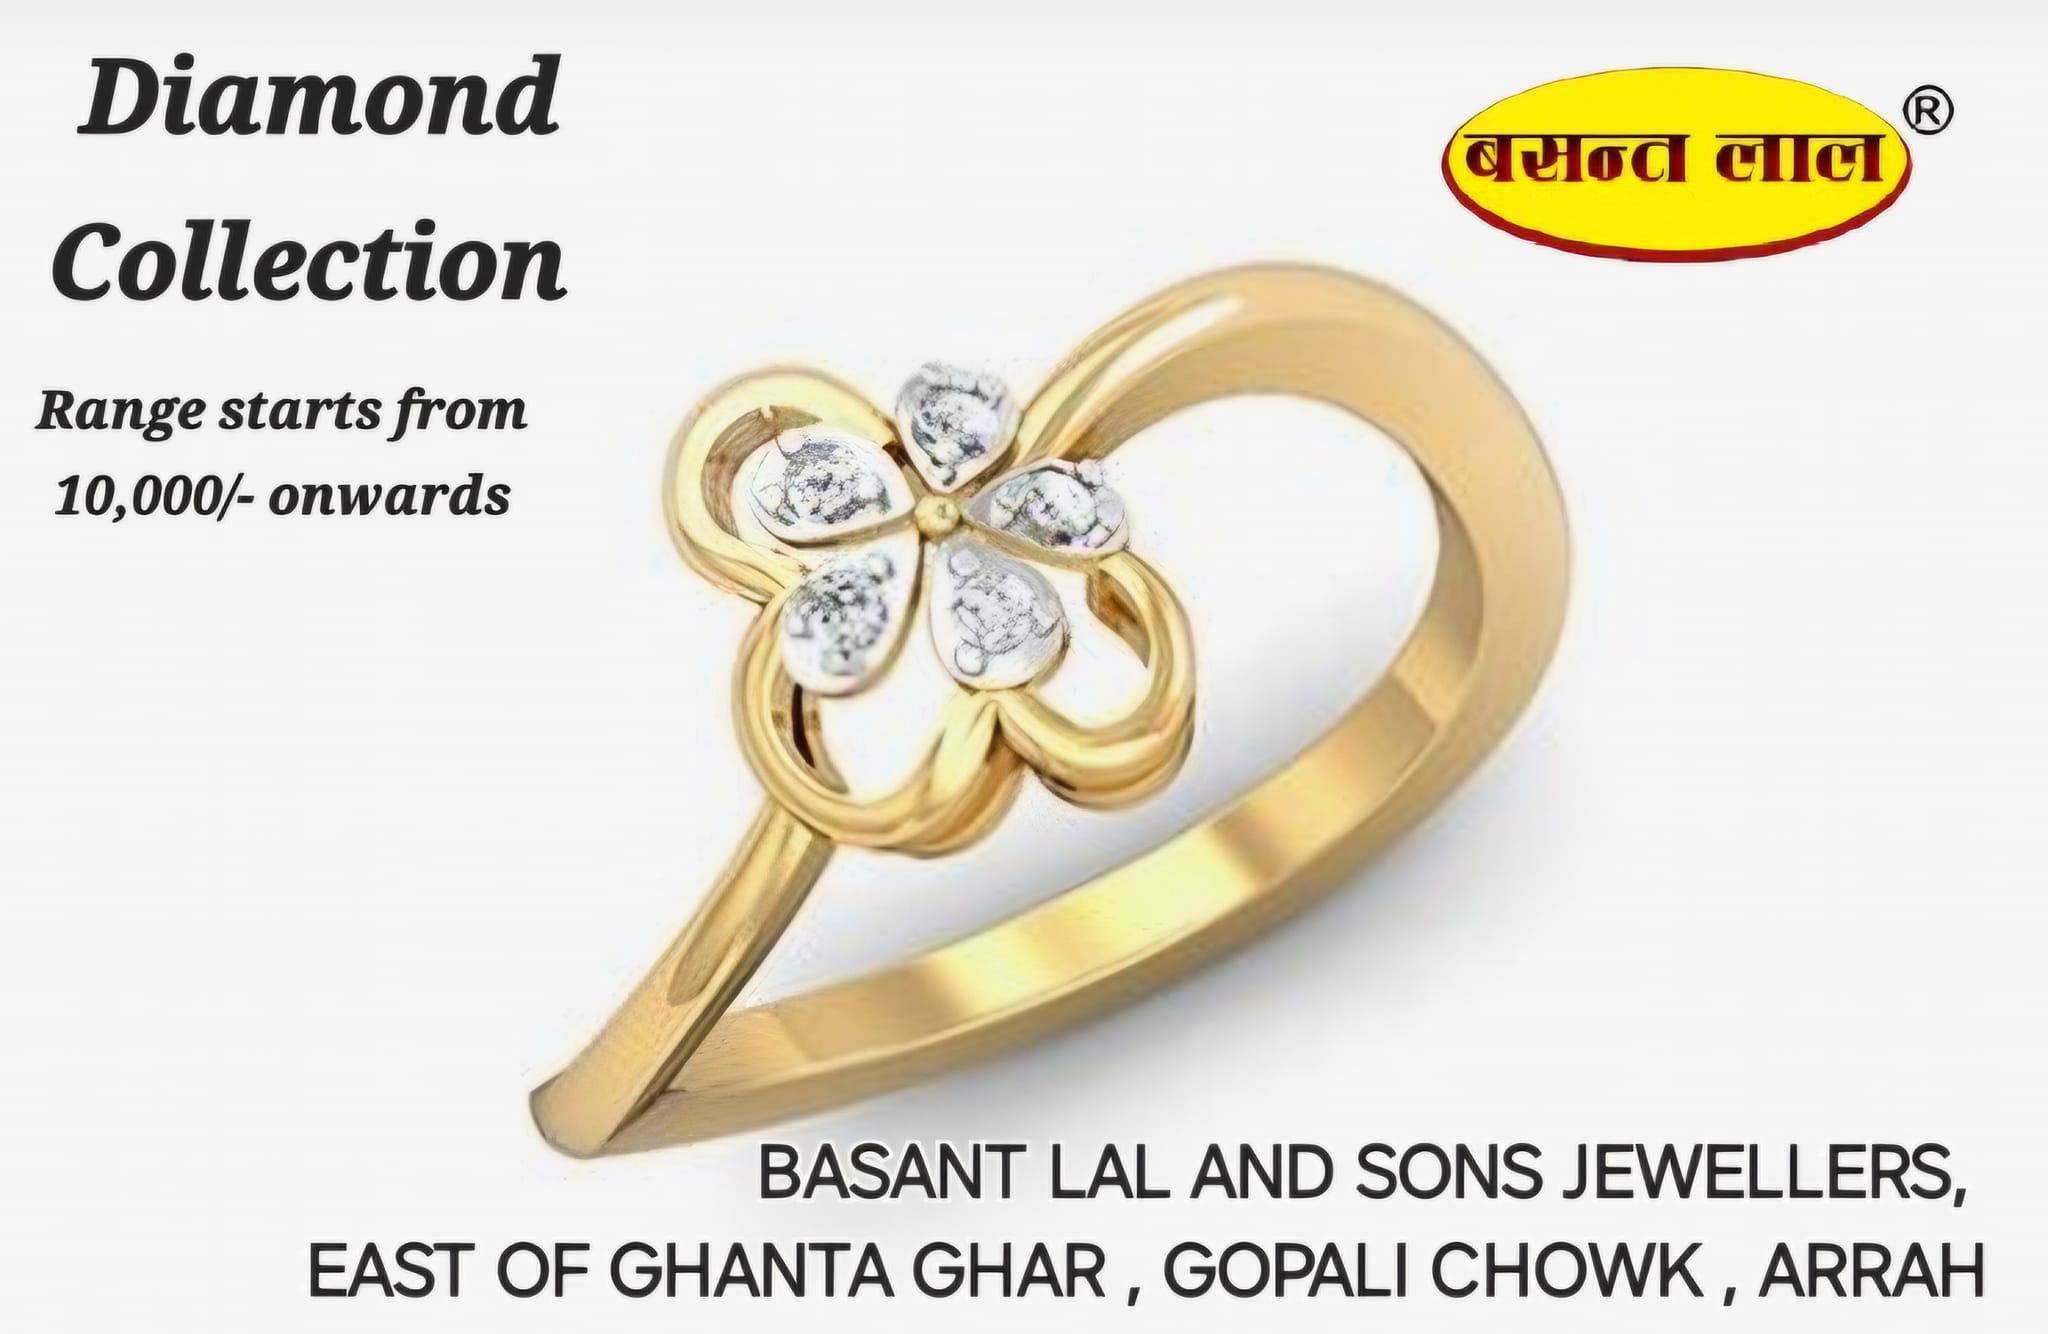 Diamond
Collection
Range starts from
10,000/- onwards
बसन्त लाल ®
BASANT LAL AND SONS JEWELLERS,
EAST OF GHANTA GHAR , GOPALI CHOWK , ARRAH